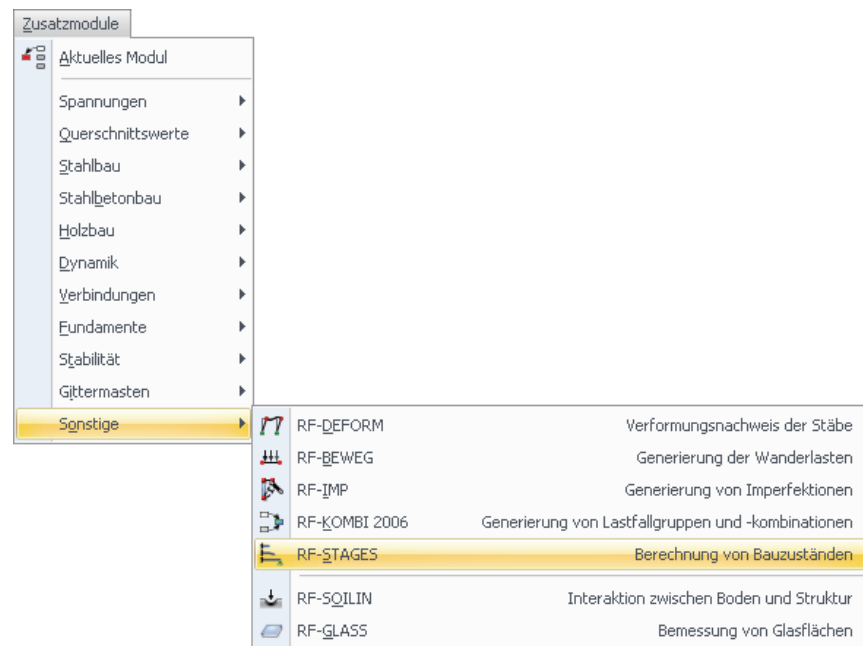 Zusatzmodule
Aktuelles Modul
Spannungen
Querschnittswerte
Stahlbau
Stahlbetonbau
Holzbau
Dynamik
Verbindungen
Fundamente
Stabilität
Gittermasten
Sonstige
RF-DEFORM Verformungsnachweis der Stäbe
RF-BEWEG Generierung der Wanderlasten
RF-IMP Generierung von Imperfektionen
RF-KOMBI 2006 Generierung von Lastfallgruppen und -kombinationen
RF-STAGES Berechnung von Bauzuständen
RF-SOILIN Interaktion zwischen Boden und Struktur
RF-GLASS Bemessung von Glasflächen